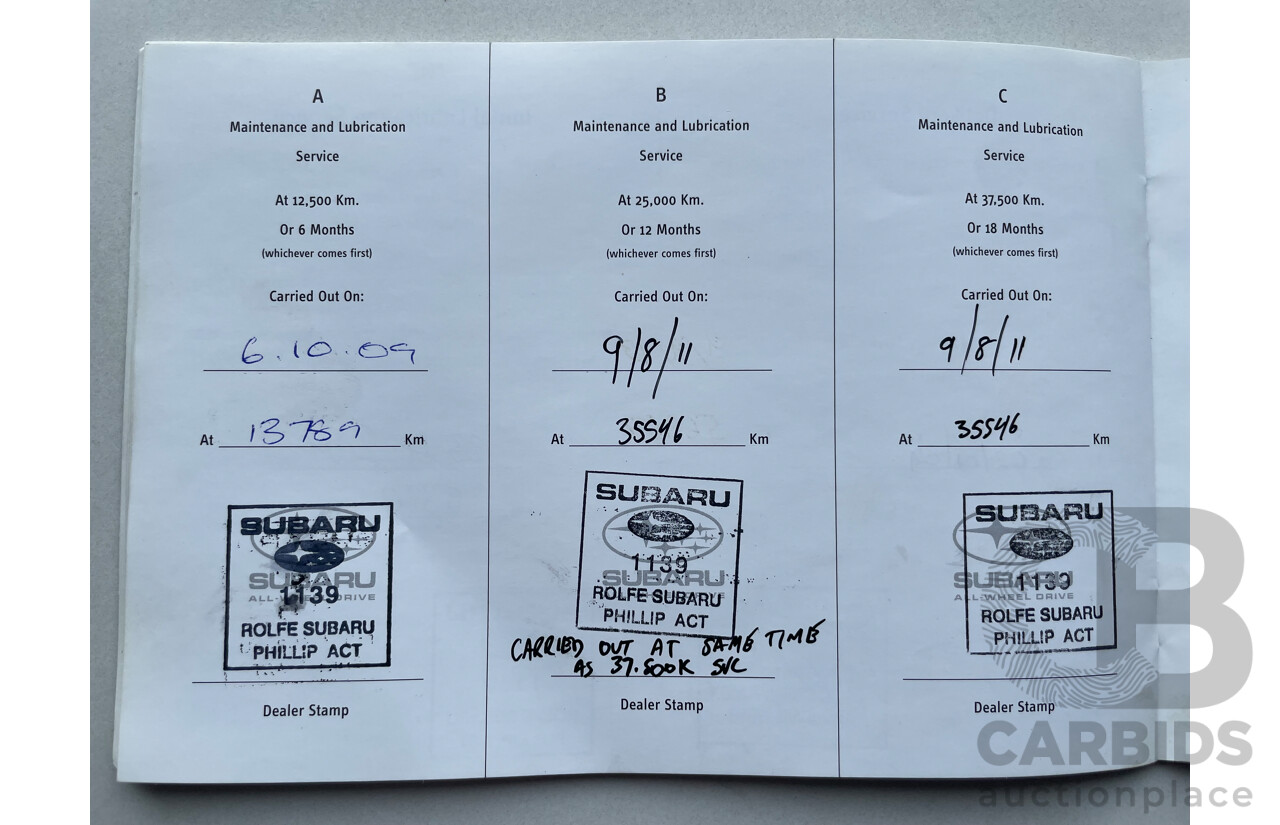 A
Maintenance and Lubrication
Service
At 12,500 Km.
Or 6 Months
(whichever comes first)
Carried Out On:
6.10.09
At 13789 Km
SUBARU
SUBARU
ALL-WHEEL DRIVE
1139
ROLFE SUBARU
PHILLIP ACT
Dealer Stamp
B
Maintenance and Lubrication
Service
At 25,000 Km.
Or 12 Months
(whichever comes first)
Carried Out On:
9/8/11
At 35546 Km
SUBARU
1139
SUBARU
ROLFE SUBARU
PHILLIP ACT
CARRIED OUT AT SAME TIME
AS 37.500K SVC
Dealer Stamp
C
Maintenance and Lubrication
Service
At 37,500 Km.
Or 18 Months
(whichever comes first)
Carried Out On:
9/8/11
At 35546 Km
SUBARU
SUBARU
1139
ALL-WHEEL DRIVE
ROLFE SUBARU
PHILLIP ACT
Dealer Stamp
CARBIDS
auctionplace